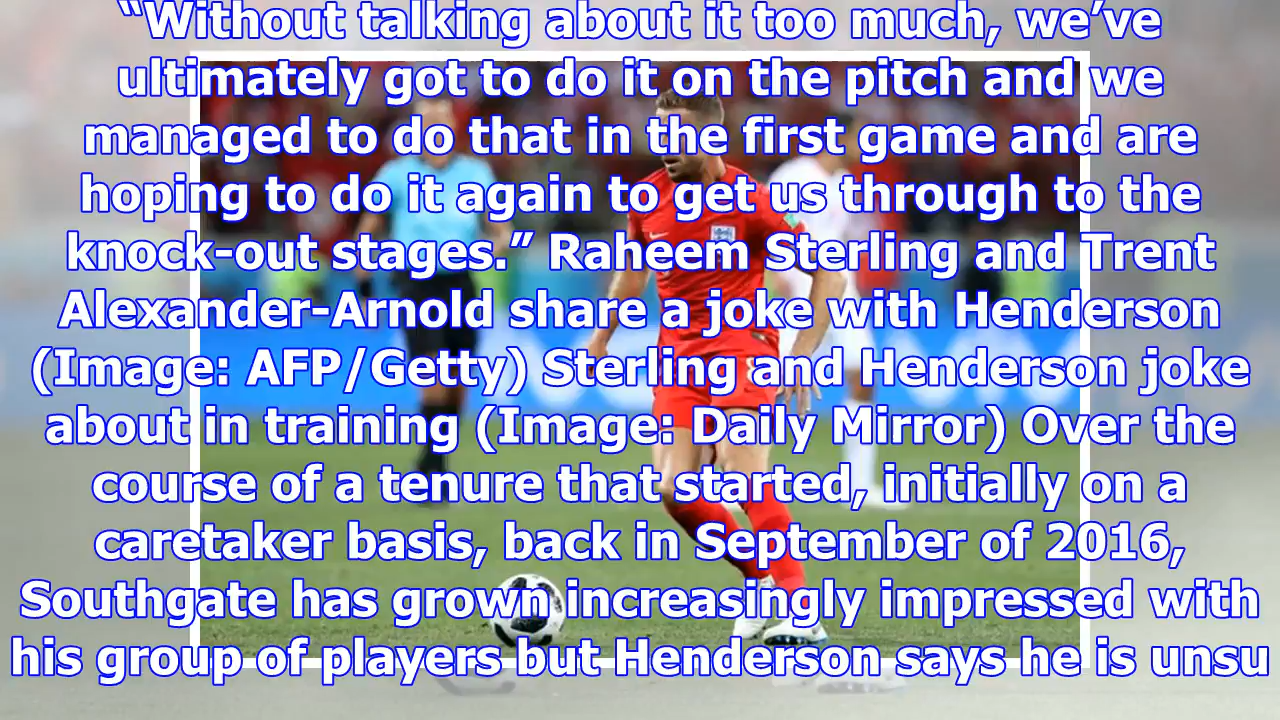 “Without talking about it too much, we’ve
ultimately got to do it on the pitch and we
managed to do that in the first game and are
hoping to do it again to get us through to the
knock-out stages.” Raheem Sterling and Trent
Alexander-Arnold share a joke with Henderson
(Image: AFP/Getty) Sterling and Henderson joke
about in training (Image: Daily Mirror) Over the
course of a tenure that started, initially on a
caretaker basis, back in September of 2016,
Southgate has grown increasingly impressed with
his group of players but Henderson says he is unsu